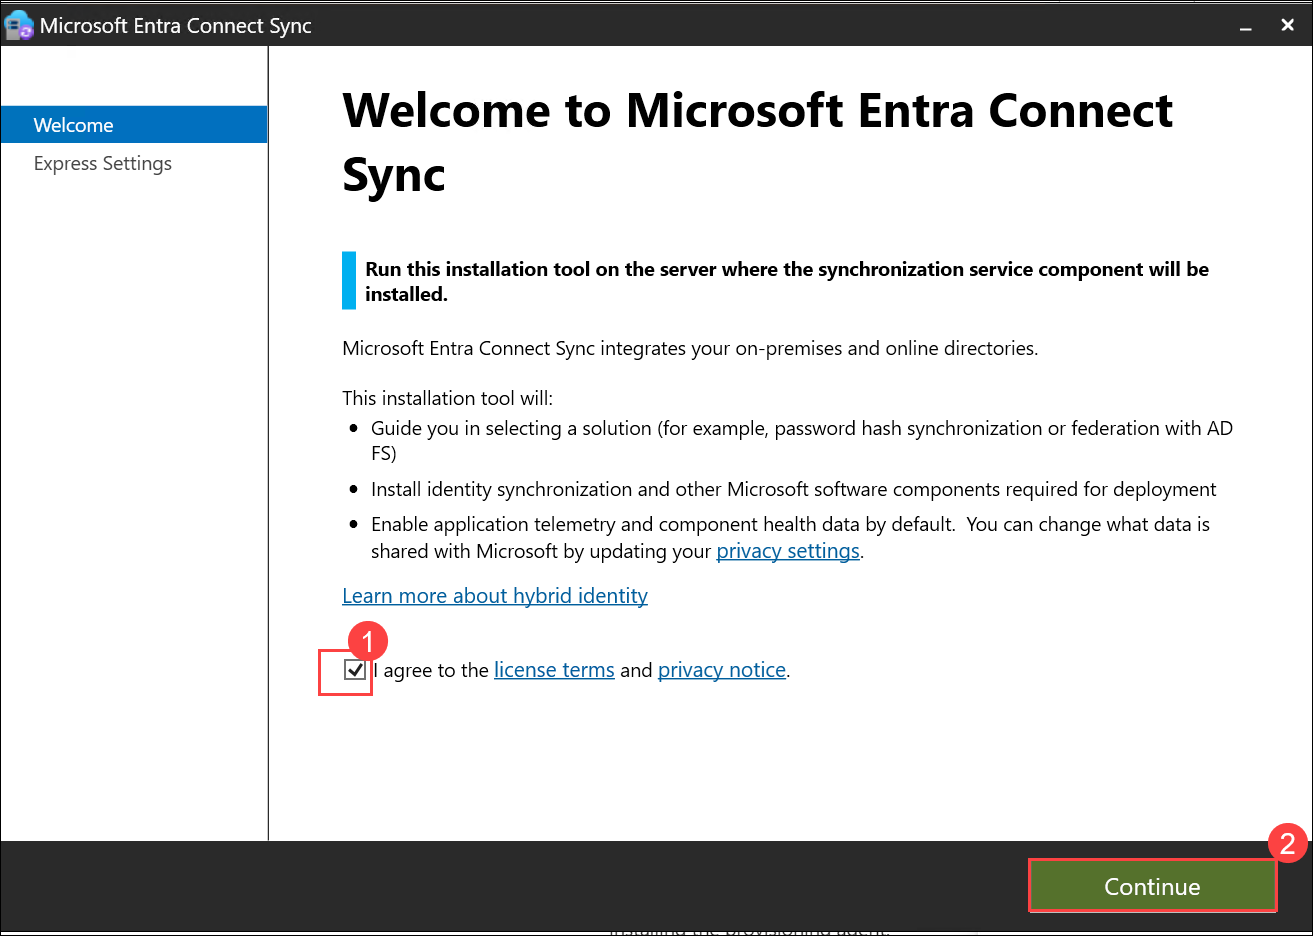 Microsoft Entra Connect Sync
Welcome
Express Settings
Welcome to Microsoft Entra Connect
Sync
Run this installation tool on the server where the synchronization service component will be
installed.
Microsoft Entra Connect Sync integrates your on-premises and online directories.
This installation tool will:
• Guide you in selecting a solution (for example, password hash synchronization or federation with AD
FS)
• Install identity synchronization and other Microsoft software components required for deployment
• Enable application telemetry and component health data by default.  You can change what data is
shared with Microsoft by updating your privacy settings.
Learn more about hybrid identity
1
I agree to the license terms and privacy notice.
2
Continue
installing the provisioning agent.